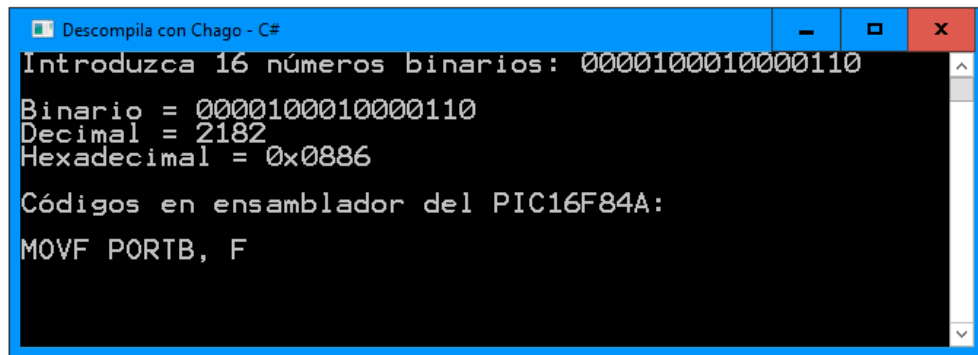 Descompila con Chago - C#
Introduzca 16 números binarios: 0000100010000110
Binario = 0000100010000110
Decimal = 2182
Hexadecimal = 0x0886
Códigos en ensamblador del PIC16F84A:
MOVF PORTB, F